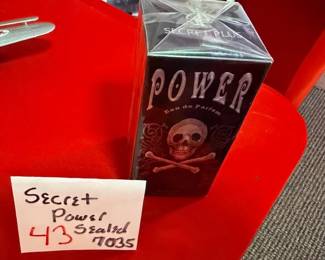 SECRET PLUS
POWER
Eau de Parfum
Secret
Power
43 Sealed
7035